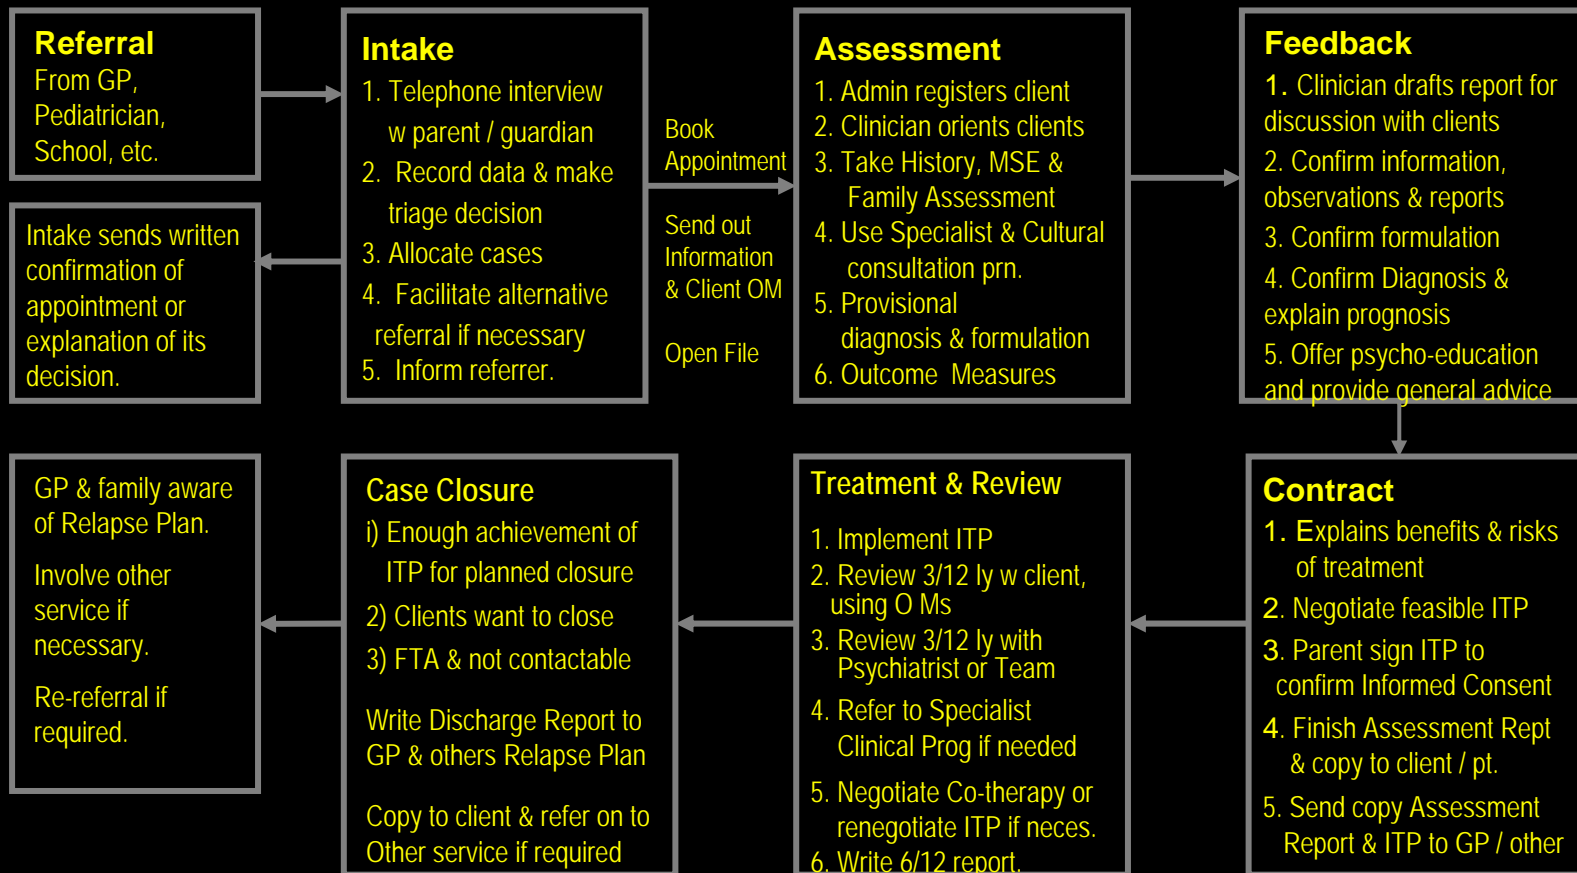 Referral
From GP,
Pediatrician,
School, etc.
Intake sends written
confirmation of
appointment or
explanation of its
decision.
Intake
1. Telephone interview
w parent / guardian
2. Record data & make
triage decision
3. Allocate cases
4. Facilitate alternative
referral if necessary
5. Inform referrer.
Book
Appointment
Send out
Information
& Client OM
Open File
Assessment
1. Admin registers client
2. Clinician orients clients
3. Take History, MSE &
Family Assessment
4. Use Specialist & Cultural
consultation prn.
5. Provisional
diagnosis & formulation
6. Outcome Measures
Feedback
1. Clinician drafts report for
discussion with clients
2. Confirm information,
observations & reports
3. Confirm formulation
4. Confirm Diagnosis &
explain prognosis
5. Offer psycho-education
and provide general advice
Contract
1. Explains benefits & risks
of treatment
2. Negotiate feasible ITP
3. Parent sign ITP to
confirm Informed Consent
4. Finish Assessment Rept
& copy to client / pt.
5. Send copy Assessment
Report & ITP to GP / other
Treatment & Review
1. Implement ITP
2. Review 3/12 ly w client,
using O Ms
3. Review 3/12 ly with
Psychiatrist or Team
4. Refer to Specialist
Clinical Prog if needed
5. Negotiate Co-therapy or
renegotiate ITP if neces.
6. Write 6/12 report.
Case Closure
i) Enough achievement of
ITP for planned closure
2) Clients want to close
3) FTA & not contactable
Write Discharge Report to
GP & others Relapse Plan
Copy to client & refer on to
Other service if required
GP & family aware
of Relapse Plan.
Involve other
service if
necessary.
Re-referral if
required.